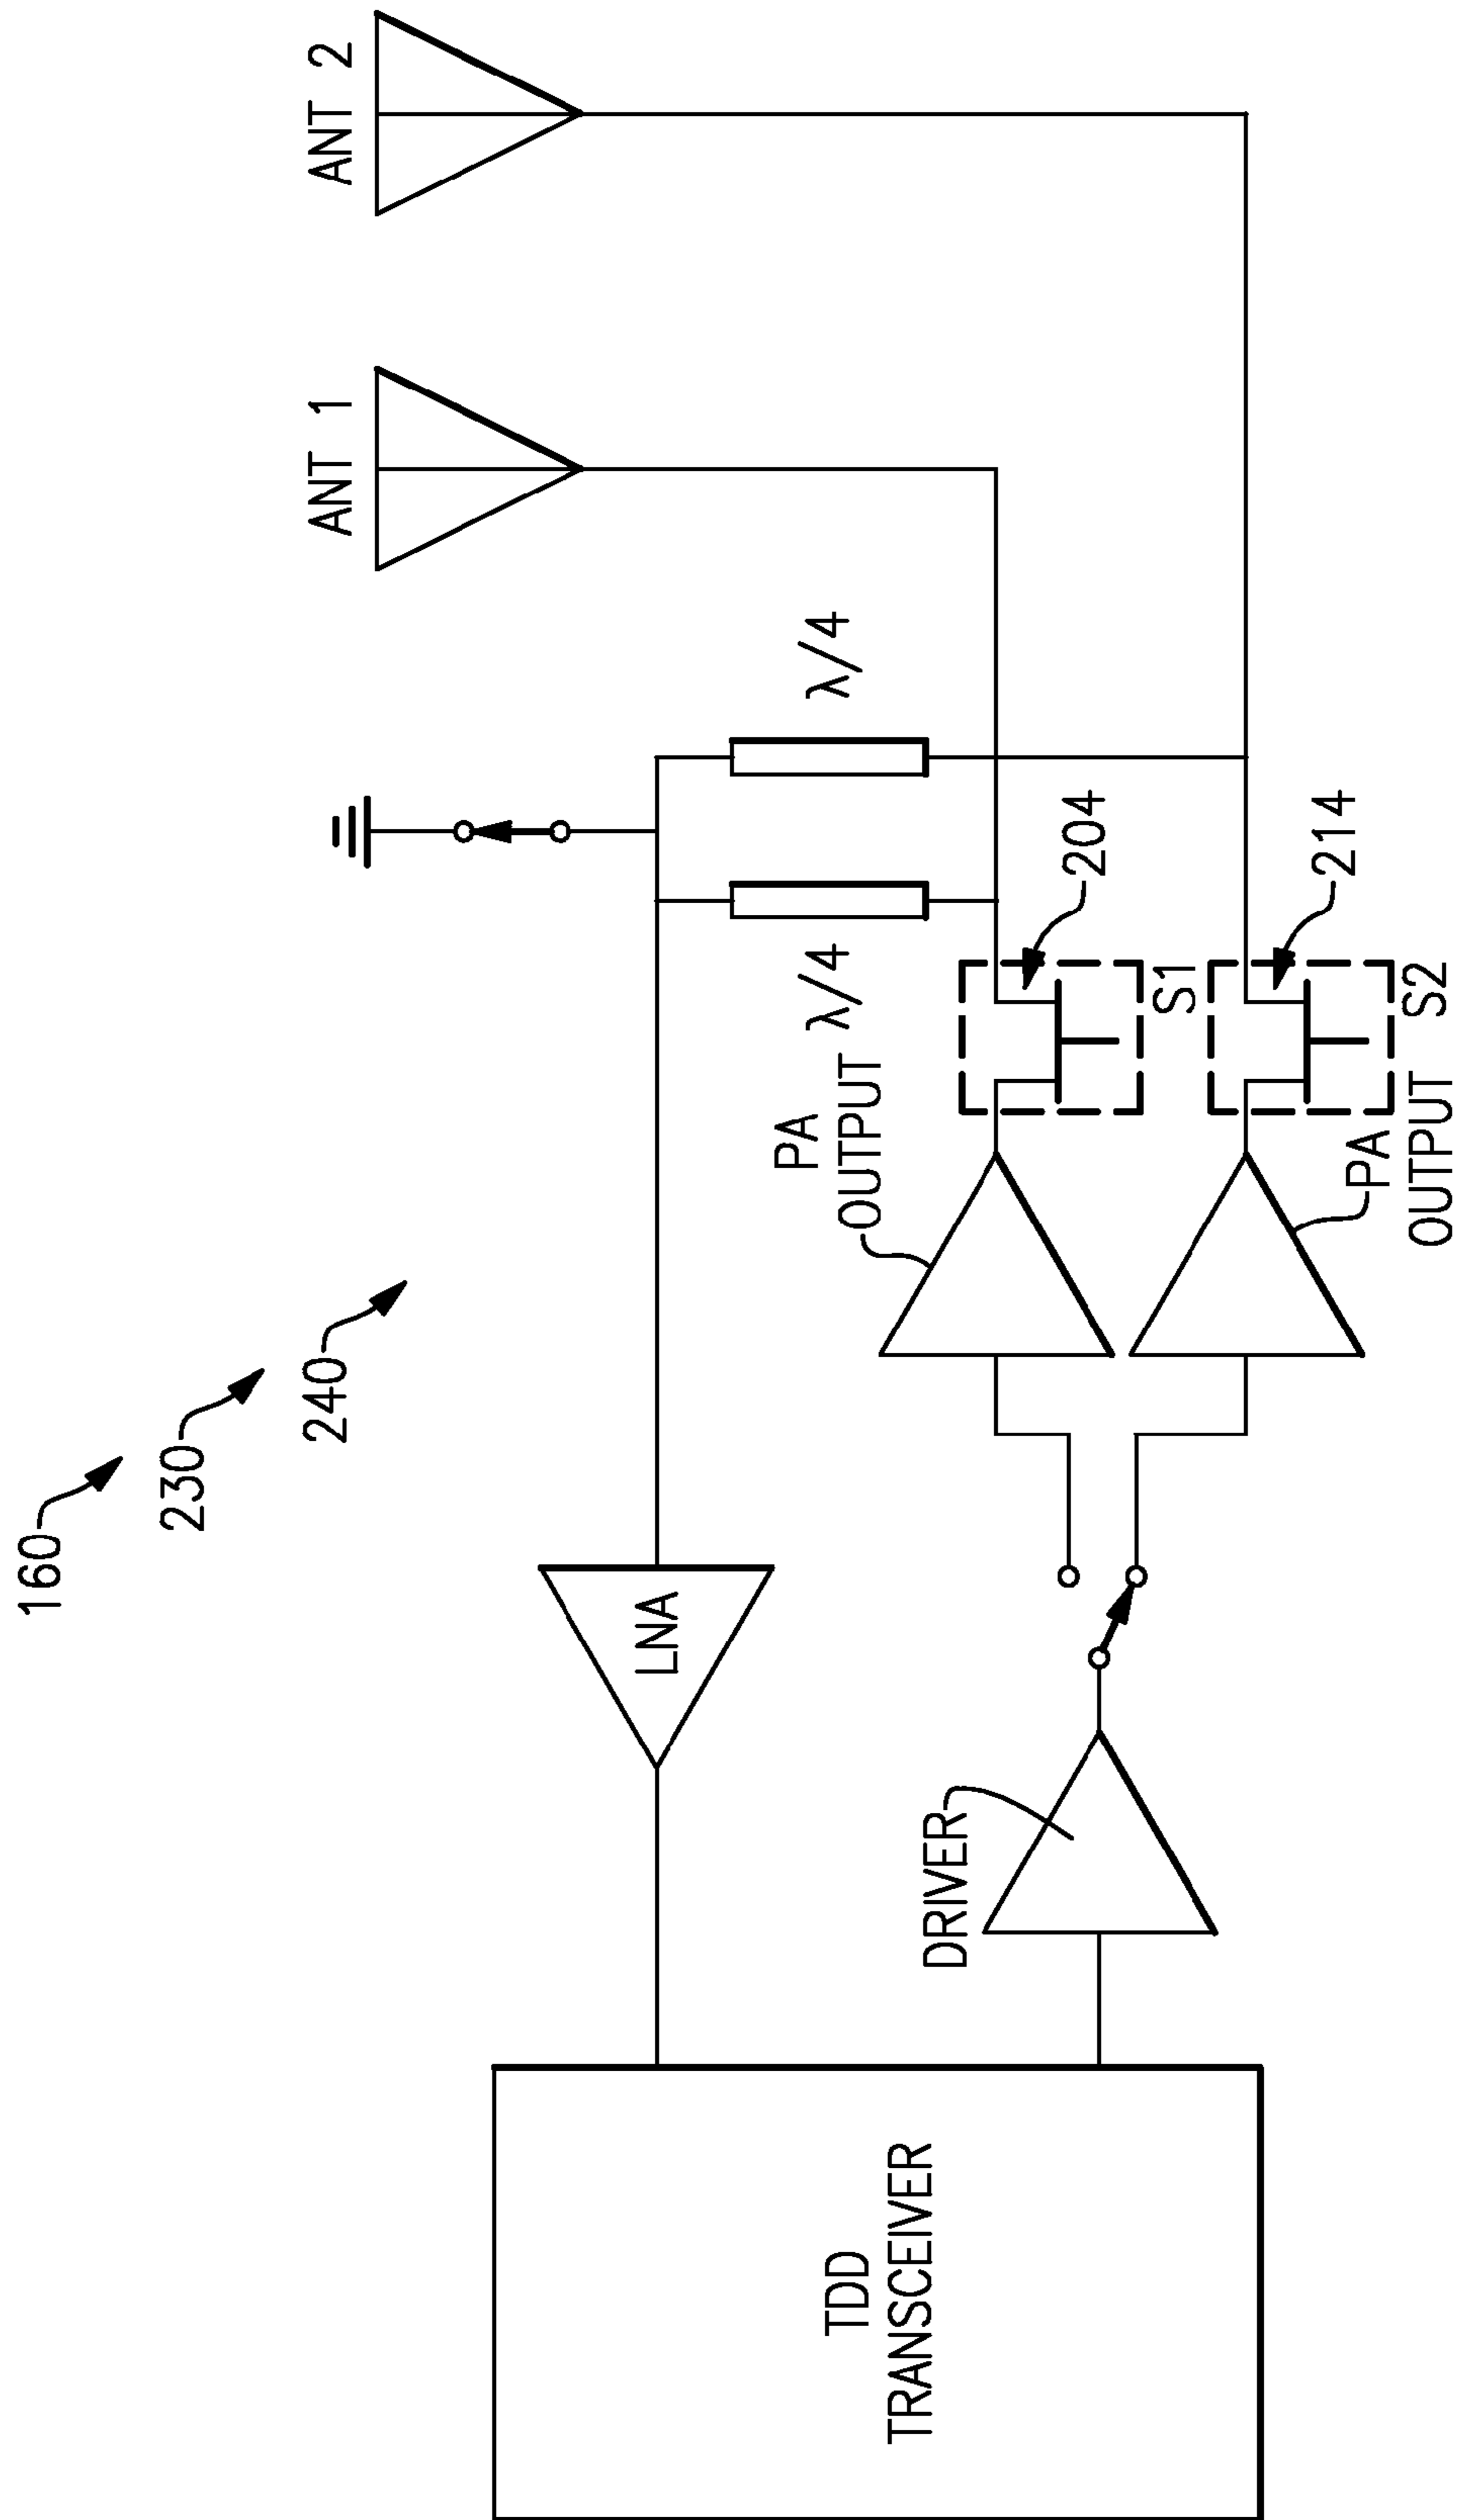 160
230
240
ANT 1
ANT 2
LNA
λ/4
λ/4
PA
OUTPUT
204
S1
TDD
TRANSCEIVER
DRIVER
214
S2
PA
OUTPUT